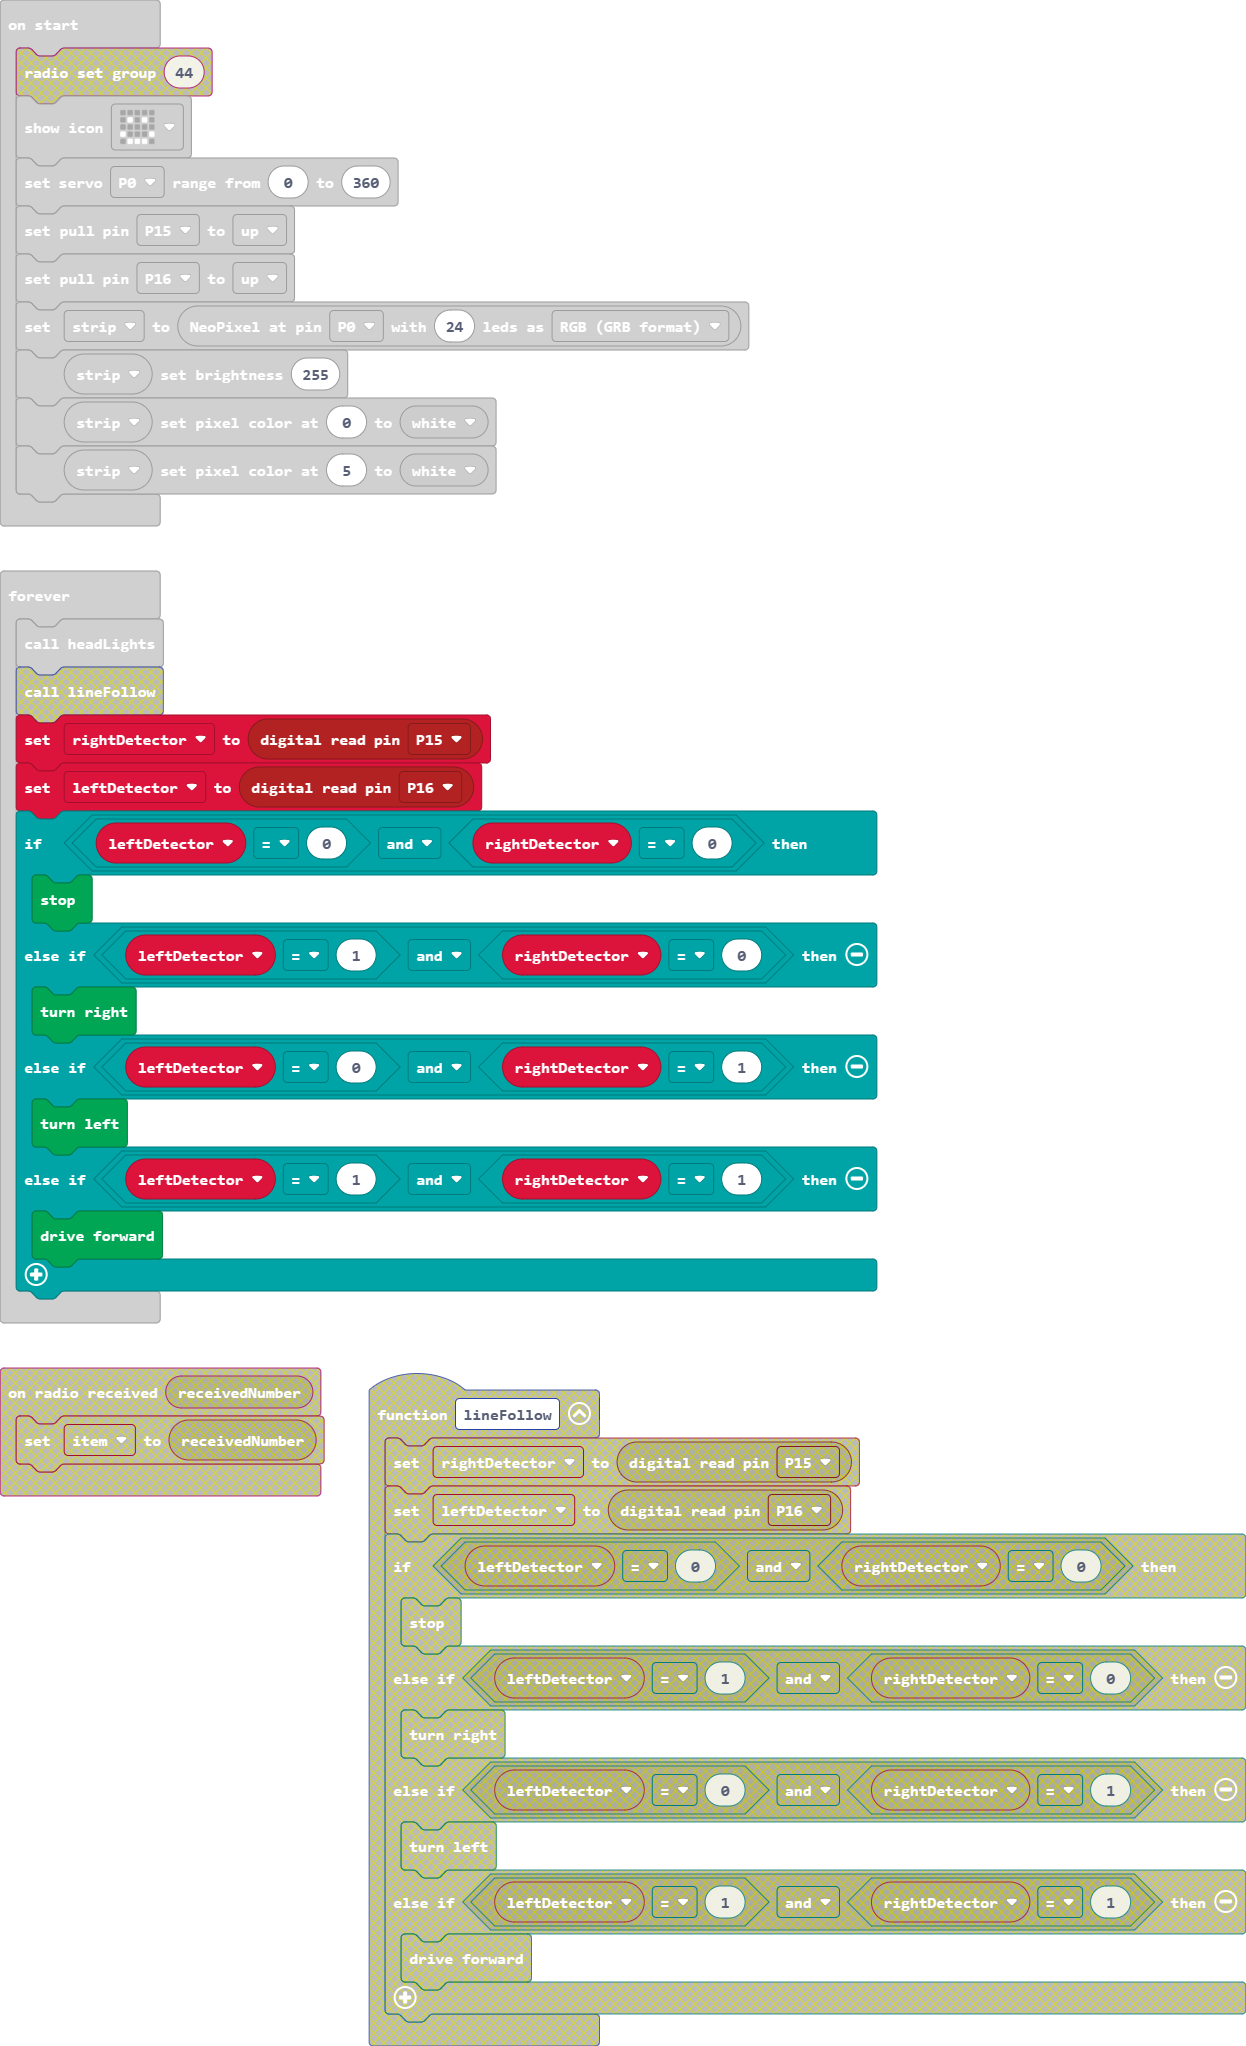 on start
radio set group 44
show icon
set servo P0 range from 0 to 360
set pull pin P15 to up
set pull pin P16 to up
set strip to NeoPixel at pin P0 with 24 leds as RGB (GRB format)
strip set brightness 255
strip set pixel color at 0 to white
strip set pixel color at 5 to white
forever
call headLights
call lineFollow
set rightDetector to digital read pin P15
set leftDetector to digital read pin P16
if leftDetector = 0 and rightDetector = 0 then
stop
else if leftDetector = 1 and rightDetector = 0 then
turn right
else if leftDetector = 0 and rightDetector = 1 then
turn left
else if leftDetector = 1 and rightDetector = 1 then
drive forward
on radio received receivedNumber
set item to receivedNumber
function lineFollow
set rightDetector to digital read pin P15
set leftDetector to digital read pin P16
if leftDetector = 0 and rightDetector = 0 then
stop
else if leftDetector = 1 and rightDetector = 0 then
turn right
else if leftDetector = 0 and rightDetector = 1 then
turn left
else if leftDetector = 1 and rightDetector = 1 then
drive forward